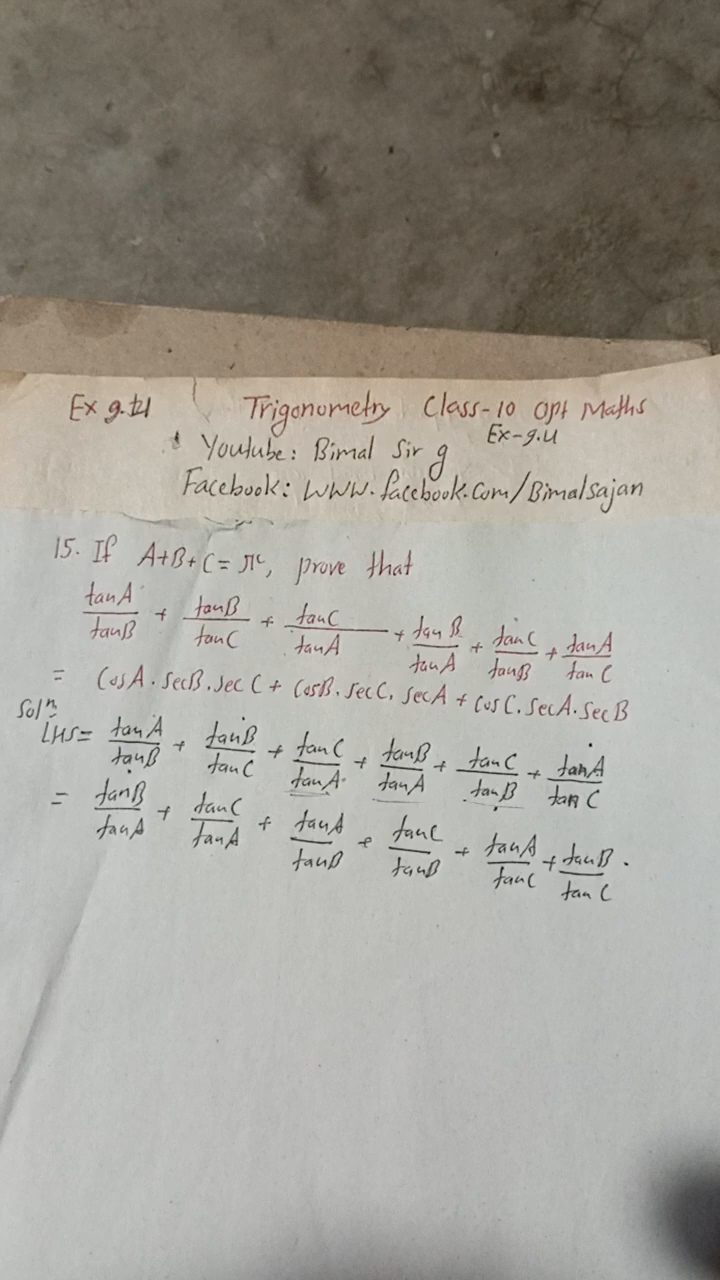 Ex 9.4 Trigonometry Class-10 Opt Maths
Ex-9.4
Youtube: Bimal Sir g
Facebook: WWW.facebook.com/Bimalsajan
15. If A+B+C = πᶜ, prove that
tanA/tanB + tanB/tanC + tanC/tanA + tanB/tanA + tanC/tanB + tanA/tanC
= CosA.SecB.SecC + CosB.SecC.SecA + CosC.SecA.SecB
Solⁿ
LHS= tanA/tanB + tanB/tanC + tanC/tanA + tanB/tanA + tanC/tanB + tanA/tanC
= tanB/tanA + tanC/tanA + tanA/tanB + tanC/tanB + tanA/tanC + tanB/tanC.